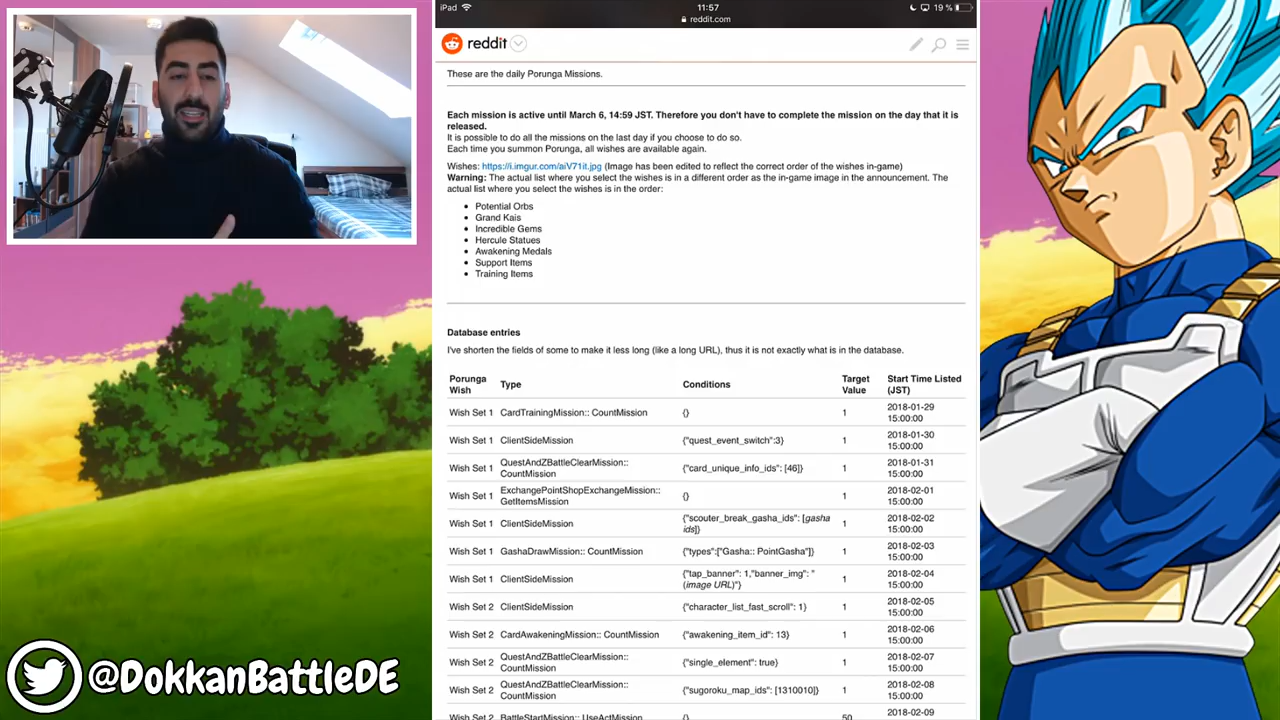 iPad
11:57
19 %
reddit.com
reddit
These are the daily Porunga Missions.
Each mission is active until March 6, 14:59 JST. Therefore you don't have to complete the mission on the day that it is
released.
It is possible to do all the missions on the last day if you choose to do so.
Each time you summon Porunga, all wishes are available again.
Wishes: https://i.imgur.com/aiV71it.jpg (Image has been edited to reflect the correct order of the wishes in-game)
Warning: The actual list where you select the wishes is in a different order as the in-game image in the announcement. The
actual list where you select the wishes is in the order:
• Potential Orbs
• Grand Kais
• Incredible Gems
• Hercule Statues
• Awakening Medals
• Support Items
• Training Items
Database entries
I've shorten the fields of some to make it less long (like a long URL), thus it is not exactly what is in the database.
Porunga Wish Type Conditions Target Value Start Time Listed (JST)
Wish Set 1 CardTrainingMission:: CountMission {} 1 2018-01-29 15:00:00
Wish Set 1 ClientSideMission {"quest_event_switch":3} 1 2018-01-30 15:00:00
Wish Set 1 QuestAndZBattleClearMission:: CountMission {"card_unique_info_ids": [46]} 1 2018-01-31 15:00:00
Wish Set 1 ExchangePointShopExchangeMission:: GetItemsMission {} 1 2018-02-01 15:00:00
Wish Set 1 ClientSideMission {"scouter_break_gasha_ids": [gasha ids]} 1 2018-02-02 15:00:00
Wish Set 1 GashaDrawMission:: CountMission {"types":["Gasha:: PointGasha"]} 1 2018-02-03 15:00:00
Wish Set 1 ClientSideMission {"tap_banner": 1,"banner_img": "(image URL)"} 1 2018-02-04 15:00:00
Wish Set 2 ClientSideMission {"character_list_fast_scroll": 1} 1 2018-02-05 15:00:00
Wish Set 2 CardAwakeningMission:: CountMission {"awakening_item_id": 13} 1 2018-02-06 15:00:00
Wish Set 2 QuestAndZBattleClearMission:: CountMission {"single_element": true} 1 2018-02-07 15:00:00
Wish Set 2 QuestAndZBattleClearMission:: CountMission {"sugoroku_map_ids": [1310010]} 1 2018-02-08 15:00:00
Wish Set 2 BattleStartMission:: UseActMission {} 50 2018-02-09
@DokkanBattleDE